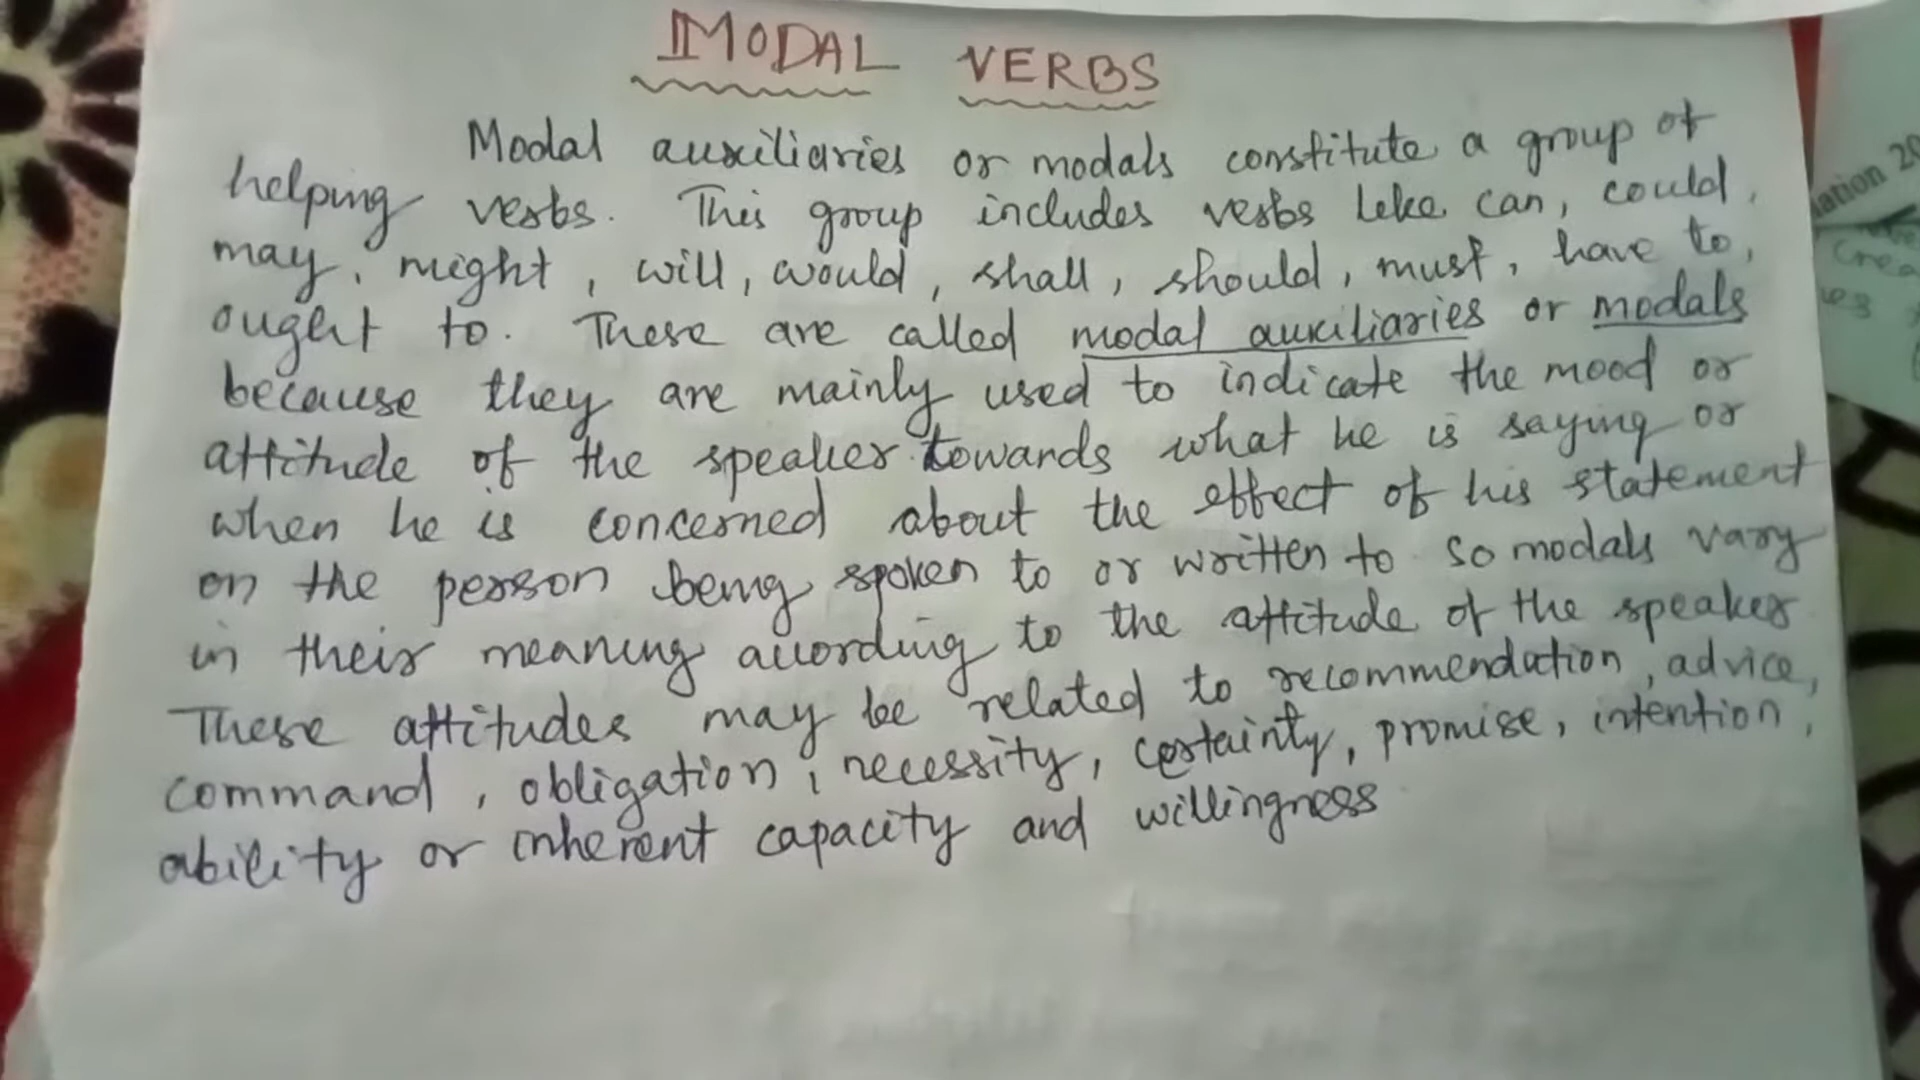 MODAL VERBS
Modal auxiliaries or modals constitute a group of
helping verbs. This group includes verbs like can, could,
may, might, will, would, shall, should, must, have to,
ought to. These are called modal auxiliaries or modals
because they are mainly used to indicate the mood or
attitude of the speaker towards what he is saying or
when he is concerned about the effect of his statement
on the person being spoken to or written to. So modals vary
in their meaning according to the attitude of the speaker.
These attitudes may be related to recommendation, advice,
command, obligation, necessity, certainty, promise, intention,
ability or inherent capacity and willingness